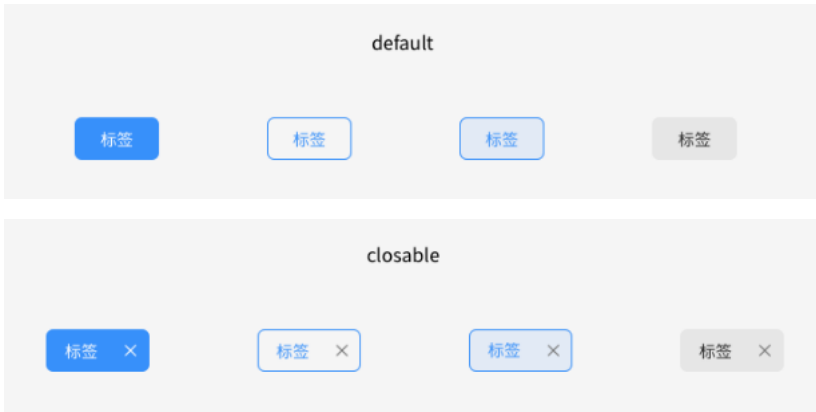 default
标签 标签 标签 标签
closable
标签 × 标签 × 标签 × 标签 ×